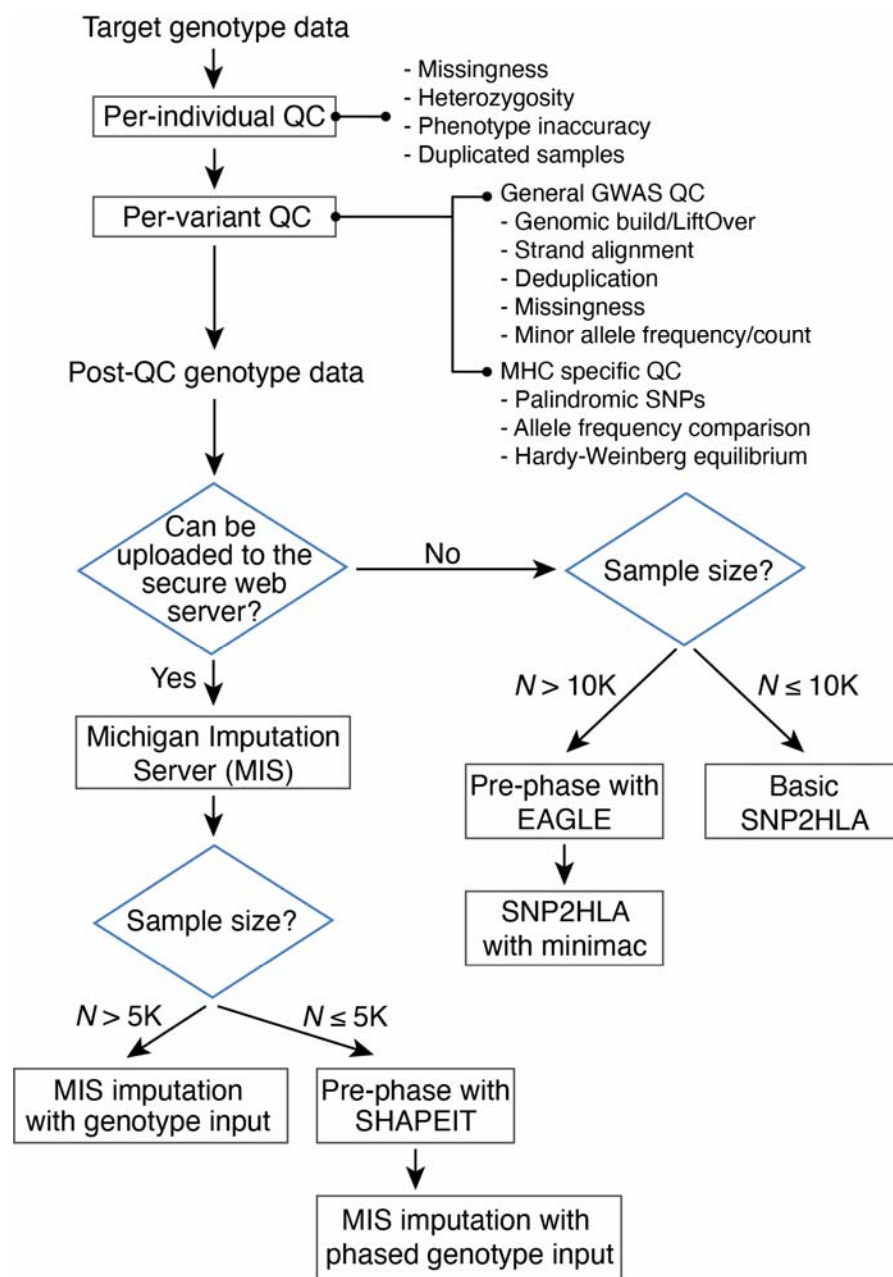 Target genotype data
Per-individual QC
- Missingness
- Heterozygosity
- Phenotype inaccuracy
- Duplicated samples
Per-variant QC
General GWAS QC
- Genomic build/LiftOver
- Strand alignment
- Deduplication
- Missingness
- Minor allele frequency/count
MHC specific QC
- Palindromic SNPs
- Allele frequency comparison
- Hardy-Weinberg equilibrium
Post-QC genotype data
Can be
uploaded to the
secure web
server?
No
Sample size?
Yes
N > 10K
N ≤ 10K
Michigan Imputation
Server (MIS)
Pre-phase with
EAGLE
Basic
SNP2HLA
SNP2HLA
with minimac
Sample size?
N > 5K
N ≤ 5K
MIS imputation
with genotype input
Pre-phase with
SHAPEIT
MIS imputation with
phased genotype input